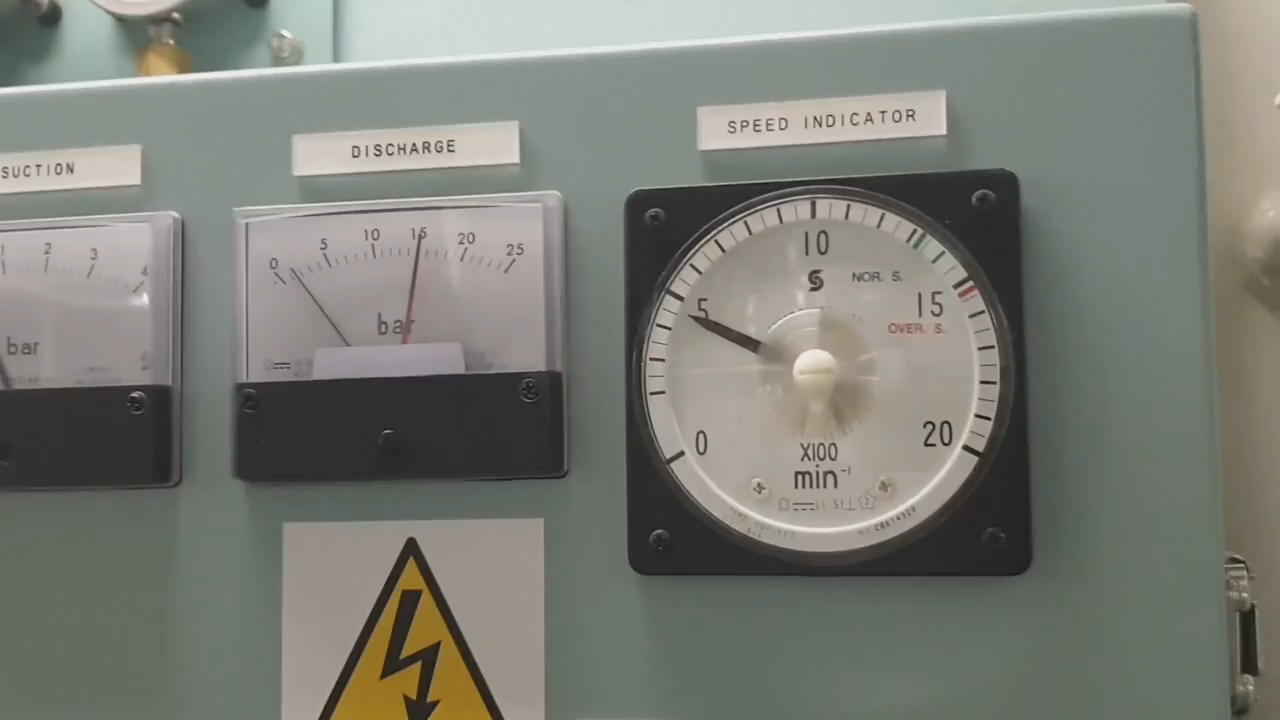 SUCTION
DISCHARGE
SPEED INDICATOR
1 2 3 4
bar
0 5 10 15 20 25
bar
0 5 10 15 20
NOR. S.
OVER. S.
X100
min⁻¹